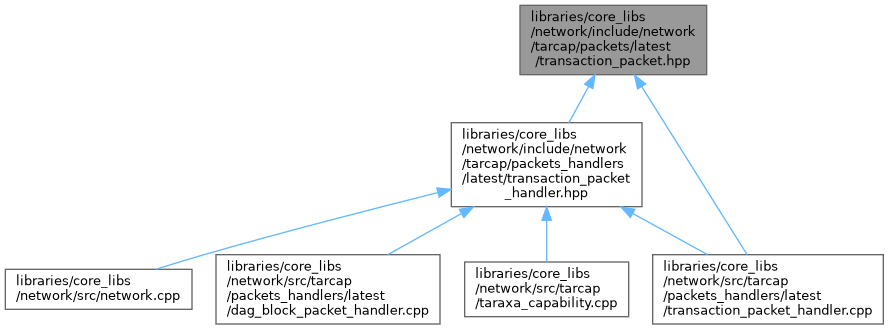 libraries/core_libs
/network/include/network
/tarcap/packets/latest
/transaction_packet.hpp
libraries/core_libs
/network/include/network
/tarcap/packets_handlers
/latest/transaction_packet
_handler.hpp
libraries/core_libs
/network/src/network.cpp
libraries/core_libs
/network/src/tarcap
/packets_handlers/latest
/dag_block_packet_handler.cpp
libraries/core_libs
/network/src/tarcap
/taraxa_capability.cpp
libraries/core_libs
/network/src/tarcap
/packets_handlers/latest
/transaction_packet_handler.cpp